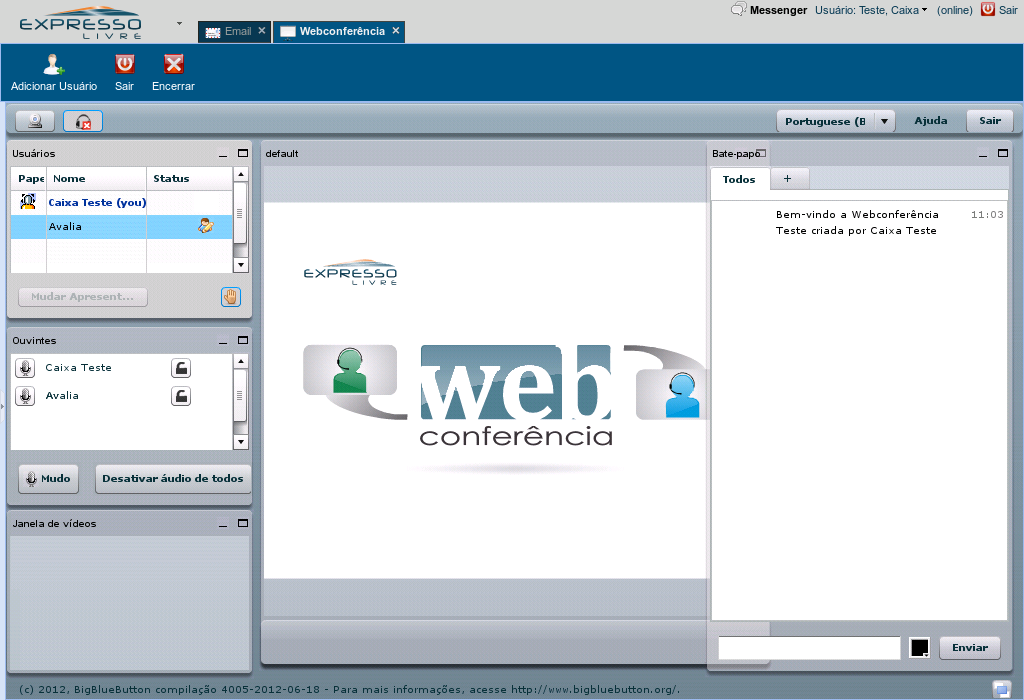 EXPRESSO
LIVRE
Email
Webconferência
Messenger
Usuário: Teste, Caixa
(online)
Sair
Adicionar Usuário
Sair
Encerrar
Portuguese (B
Ajuda
Sair
Usuários
Pape
Nome
Status
Caixa Teste (you)
Avalia
Mudar Apresent...
Ouvintes
Caixa Teste
Avalia
Mudo
Desativar áudio de todos
Janela de vídeos
default
EXPRESSO
LIVRE
web
conferência
Bate-papo
Todos
+
Bem-vindo a Webconferência 11:03
Teste criada por Caixa Teste
Enviar
(c) 2012, BigBlueButton compilação 4005-2012-06-18 - Para mais informações, acesse http://www.bigbluebutton.org/.